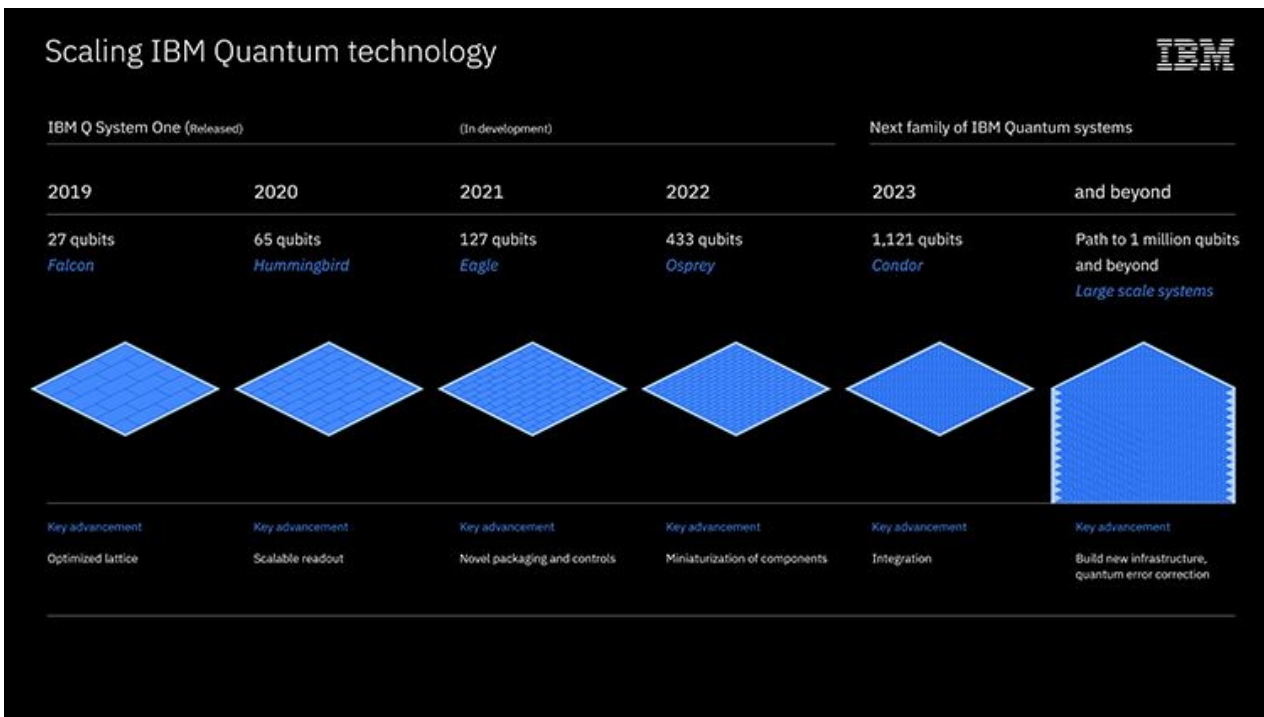 Scaling IBM Quantum technology
IBM
IBM Q System One (Released)
(In development)
Next family of IBM Quantum systems
2019
2020
2021
2022
2023
and beyond
27 qubits
Falcon
65 qubits
Hummingbird
127 qubits
Eagle
433 qubits
Osprey
1,121 qubits
Condor
Path to 1 million qubits
and beyond
Large scale systems
Key advancement
Optimized lattice
Key advancement
Scalable readout
Key advancement
Novel packaging and controls
Key advancement
Miniaturization of components
Key advancement
Integration
Key advancement
Build new infrastructure,
quantum error correction